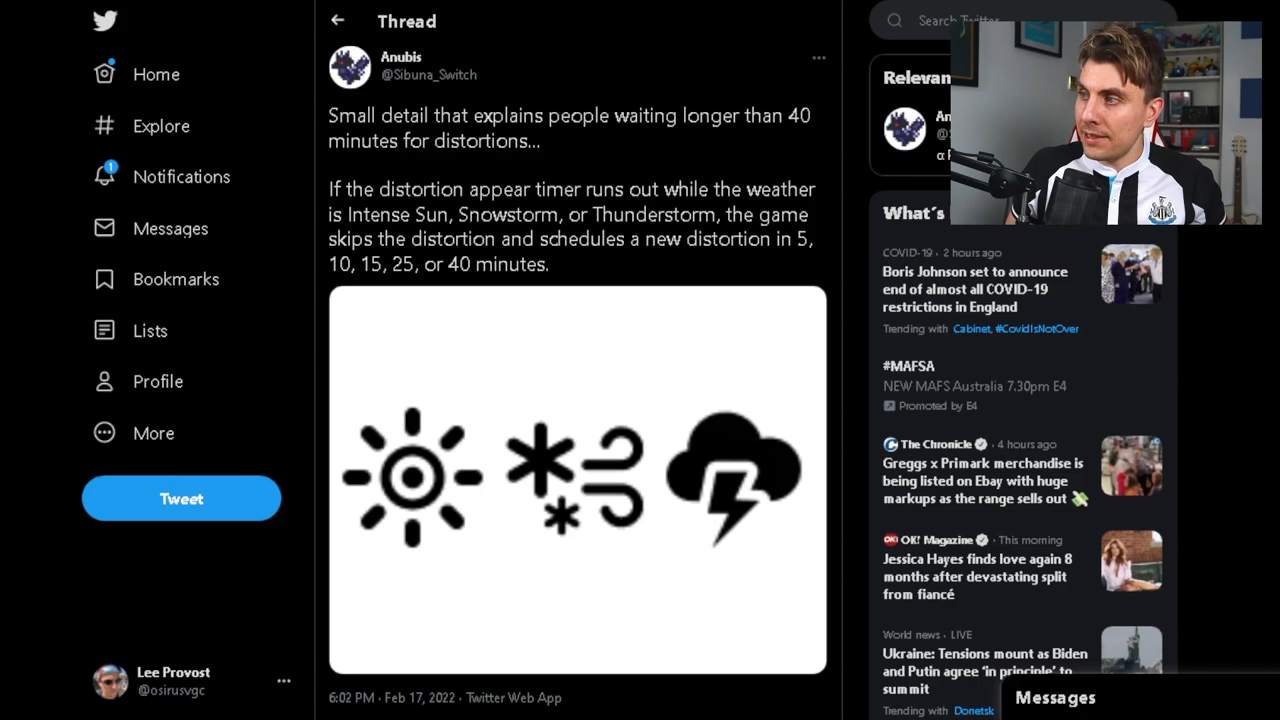 Home
Explore
1
Notifications
Messages
Bookmarks
Lists
Profile
More
Tweet
Lee Provost
@osirusvgc
Thread
Anubis
@Sibuna_Switch
Small detail that explains people waiting longer than 40
minutes for distortions...
If the distortion appear timer runs out while the weather
is Intense Sun, Snowstorm, or Thunderstorm, the game
skips the distortion and schedules a new distortion in 5,
10, 15, 25, or 40 minutes.
6:02 PM · Feb 17, 2022 · Twitter Web App
Search Twitter
COVID-19 · 2 hours ago
Boris Johnson set to announce
end of almost all COVID-19
restrictions in England
Trending with Cabinet, #CovidIsNotOver
#MAFSA
NEW MAFS Australia 7.30pm E4
Promoted by E4
The Chronicle · 4 hours ago
Greggs x Primark merchandise is
being listed on Ebay with huge
markups as the range sells out
OK! Magazine · This morning
Jessica Hayes finds love again 8
months after devastating split
from fiancé
World news · LIVE
Ukraine: Tensions mount as Biden
and Putin agree 'in principle' to
summit
Trending with Donetsk
Messages